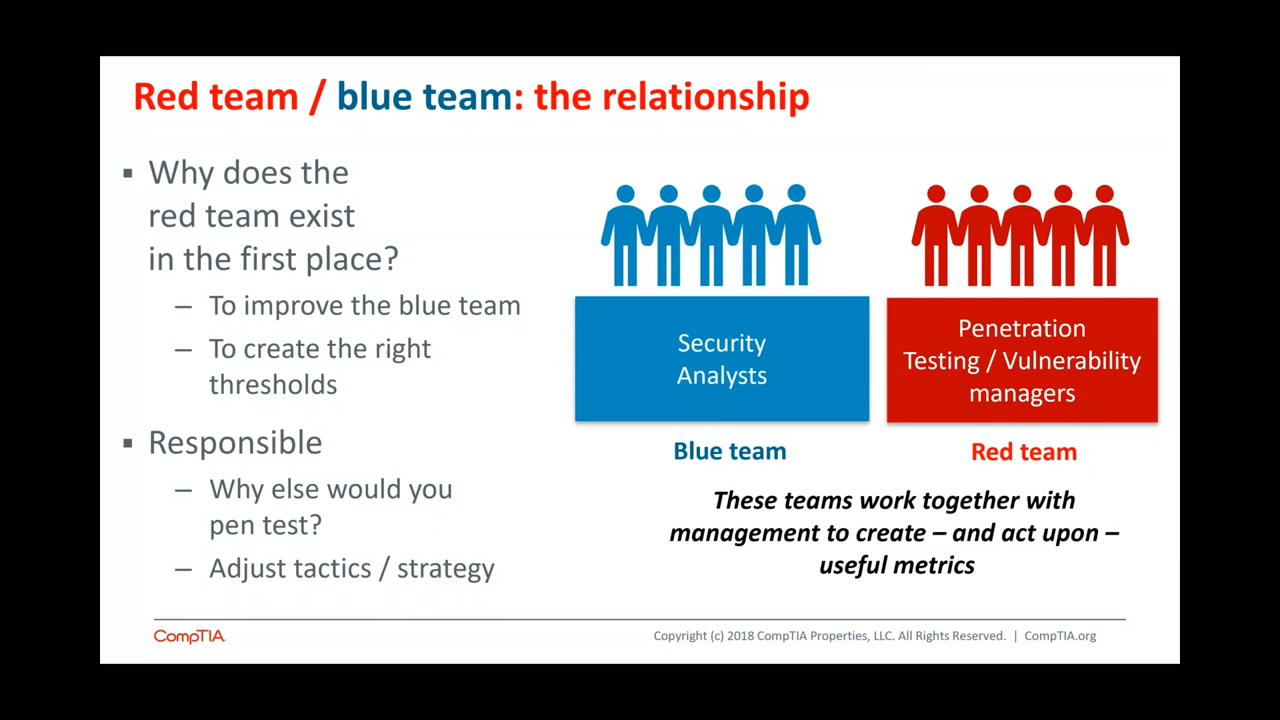 Red team / blue team: the relationship
▪ Why does the
red team exist
in the first place?
– To improve the blue team
– To create the right
thresholds
▪ Responsible
– Why else would you
pen test?
– Adjust tactics / strategy
Security
Analysts
Blue team
Penetration
Testing / Vulnerability
managers
Red team
These teams work together with
management to create – and act upon –
useful metrics
CompTIA
Copyright (c) 2018 CompTIA Properties, LLC. All Rights Reserved. | CompTIA.org